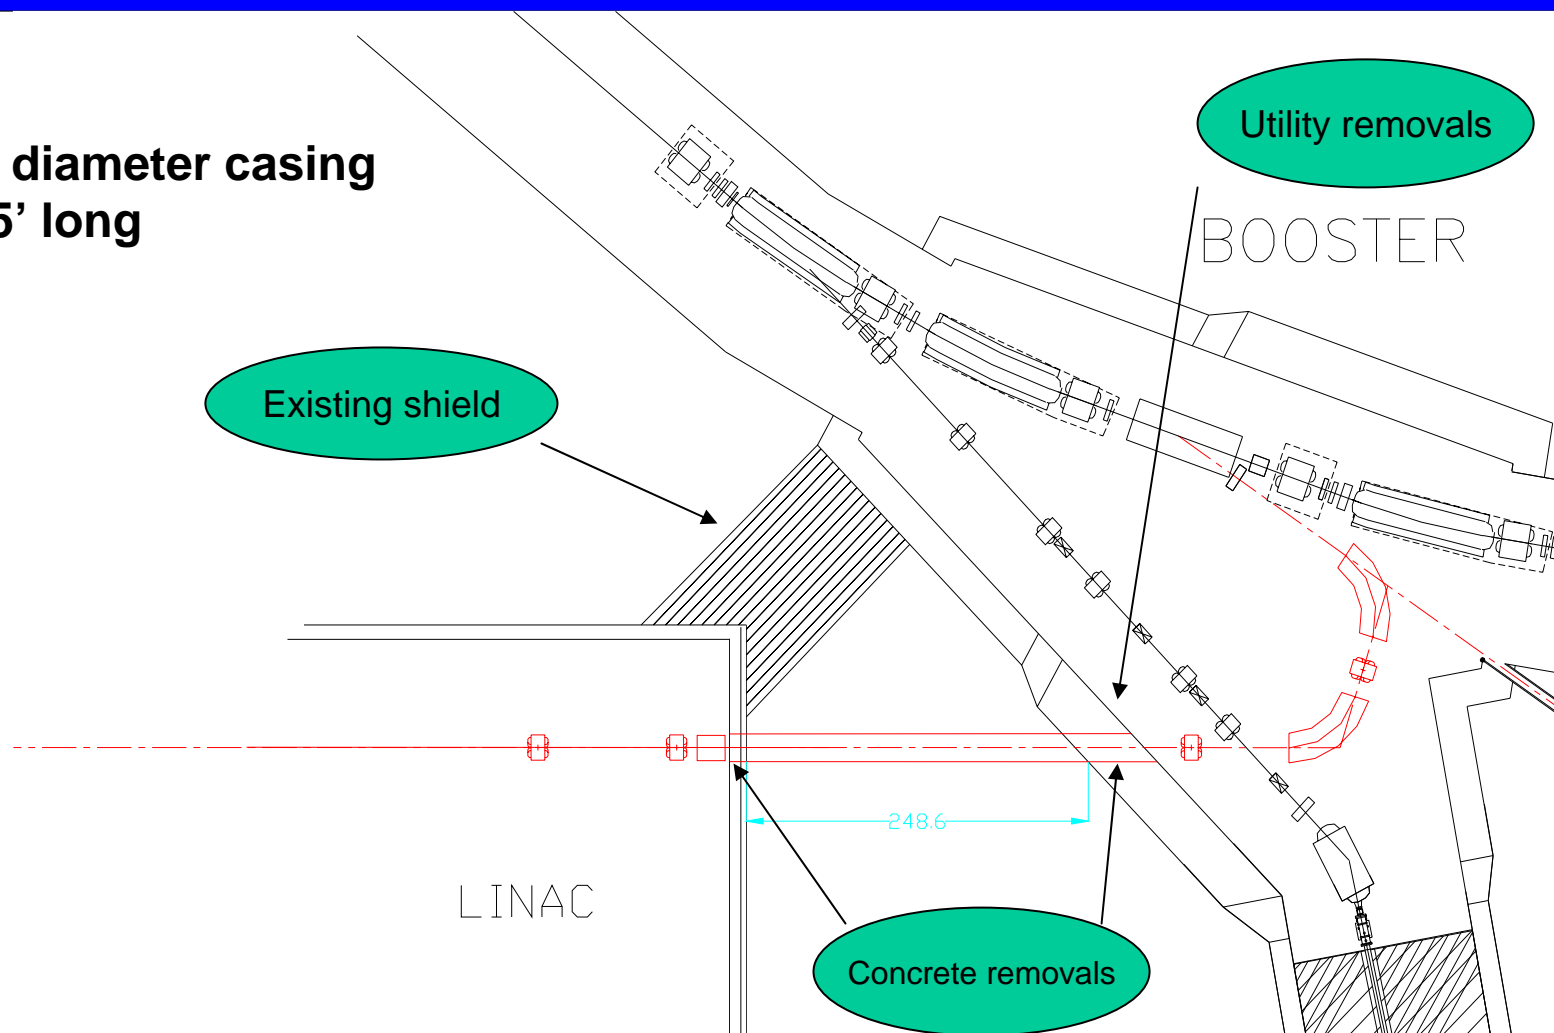 diameter casing
5’ long
Utility removals
BOOSTER
Existing shield
248.6
LINAC
Concrete removals